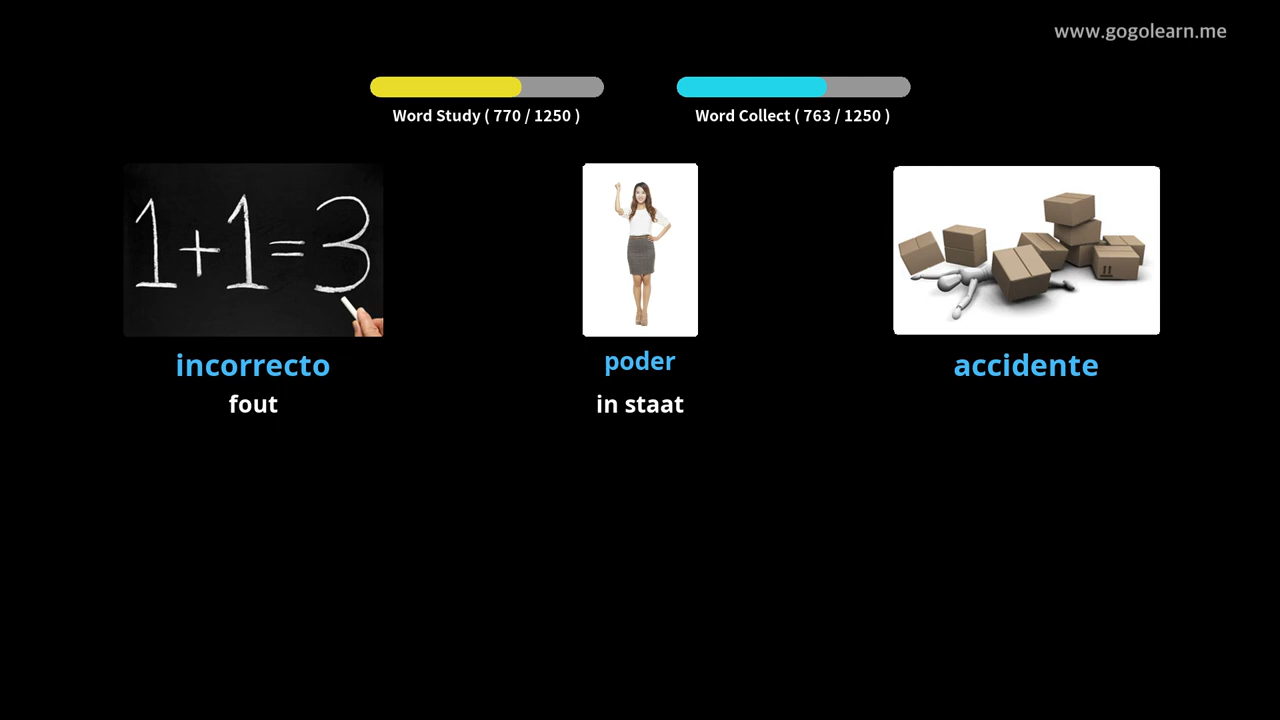 www.gogolearn.me
Word Study ( 770 / 1250 )
Word Collect ( 763 / 1250 )
1+1=3
incorrecto
fout
poder
in staat
accidente